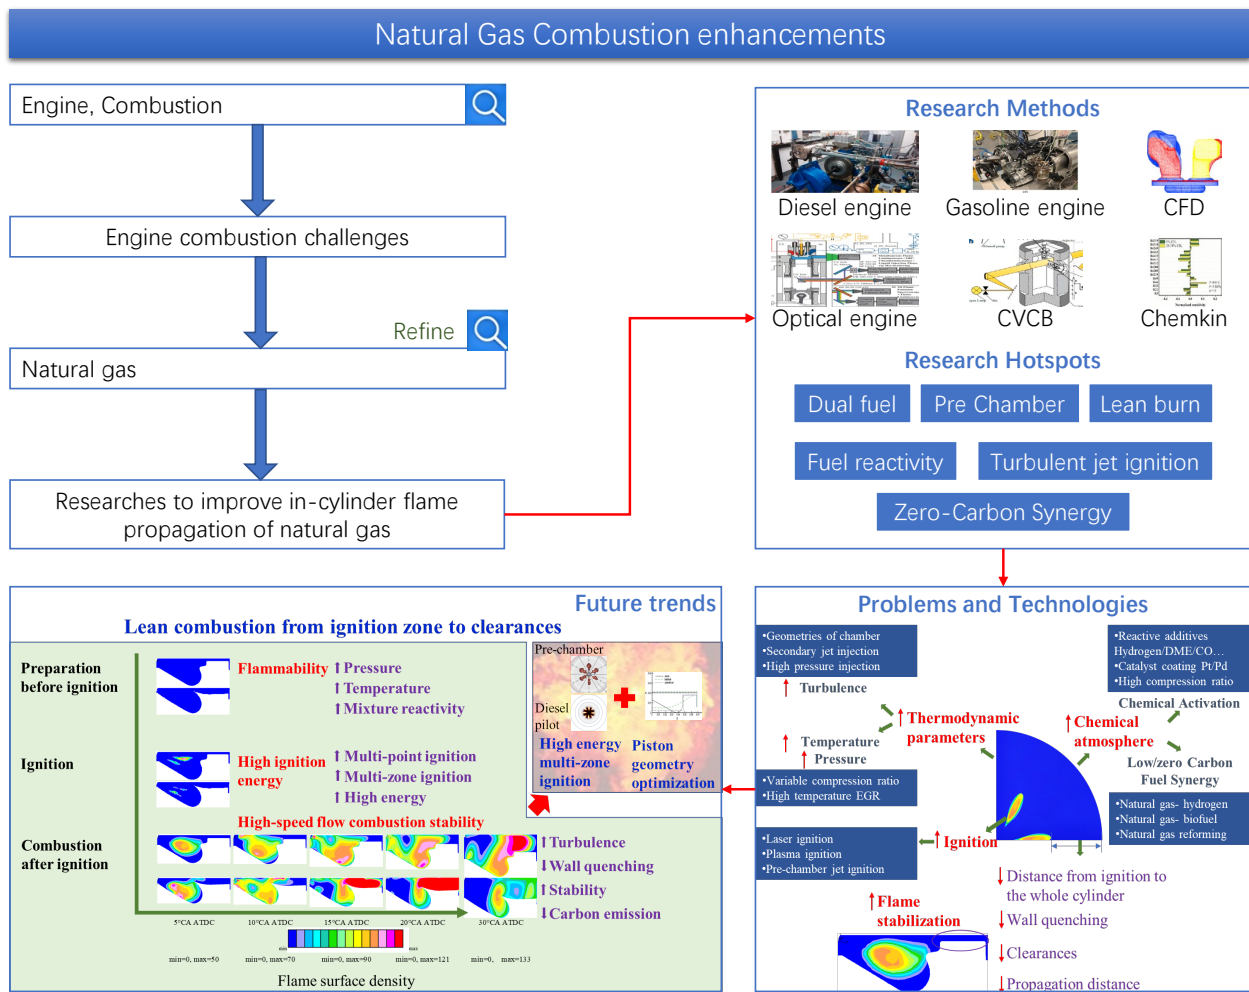 Natural Gas Combustion enhancements
Engine, Combustion
Engine combustion challenges
Refine
Natural gas
Researches to improve in-cylinder flame
propagation of natural gas
Research Methods
Diesel engine
Gasoline engine
CFD
Optical engine
CVCB
Chemkin
Research Hotspots
Dual fuel
Pre Chamber
Lean burn
Fuel reactivity
Turbulent jet ignition
Zero-Carbon Synergy
Problems and Technologies
•Geometries of chamber
•Secondary jet injection
•High pressure injection
↑ Turbulence
↑ Temperature
↑ Pressure
•Variable compression ratio
•High temperature EGR
↑ Thermodynamic
parameters
•Reactive additives
Hydrogen/DME/CO…
•Catalyst coating Pt/Pd
•High compression ratio
Chemical Activation
↑ Chemical
atmosphere
Low/zero Carbon
Fuel Synergy
•Natural gas- hydrogen
•Natural gas- biofuel
•Natural gas reforming
•Laser ignition
•Plasma ignition
•Pre-chamber jet ignition
↑ Ignition
↑ Flame
stabilization
↓ Distance from ignition to
the whole cylinder
↓ Wall quenching
↓ Clearances
↓ Propagation distance
Future trends
Lean combustion from ignition zone to clearances
Preparation
before ignition
Flammability
↑ Pressure
↑ Temperature
↑ Mixture reactivity
Pre-chamber
Diesel
pilot
High energy
multi-zone
ignition
Piston
geometry
optimization
Ignition
High ignition
energy
↑ Multi-point ignition
↑ Multi-zone ignition
↑ High energy
High-speed flow combustion stability
Combustion
after ignition
↑ Turbulence
↓ Wall quenching
↑ Stability
↓ Carbon emission
5°CA ATDC
10°CA ATDC
15°CA ATDC
20°CA ATDC
30°CA ATDC
min
max
min=0, max=50
min=0, max=70
min=0, max=90
min=0, max=121
min=0, max=133
Flame surface density